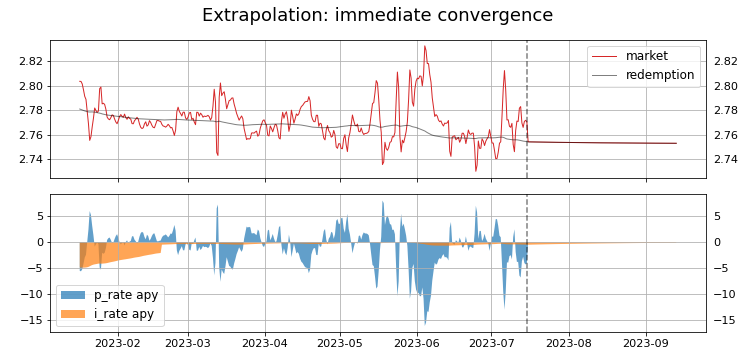 Extrapolation: immediate convergence
2.82 2.82
2.80 2.80
2.78 2.78
2.76 2.76
2.74 2.74
market
redemption
5 5
0 0
−5 −5
−10 −10
−15 −15
p_rate apy
i_rate apy
2023-02 2023-03 2023-04 2023-05 2023-06 2023-07 2023-08 2023-09